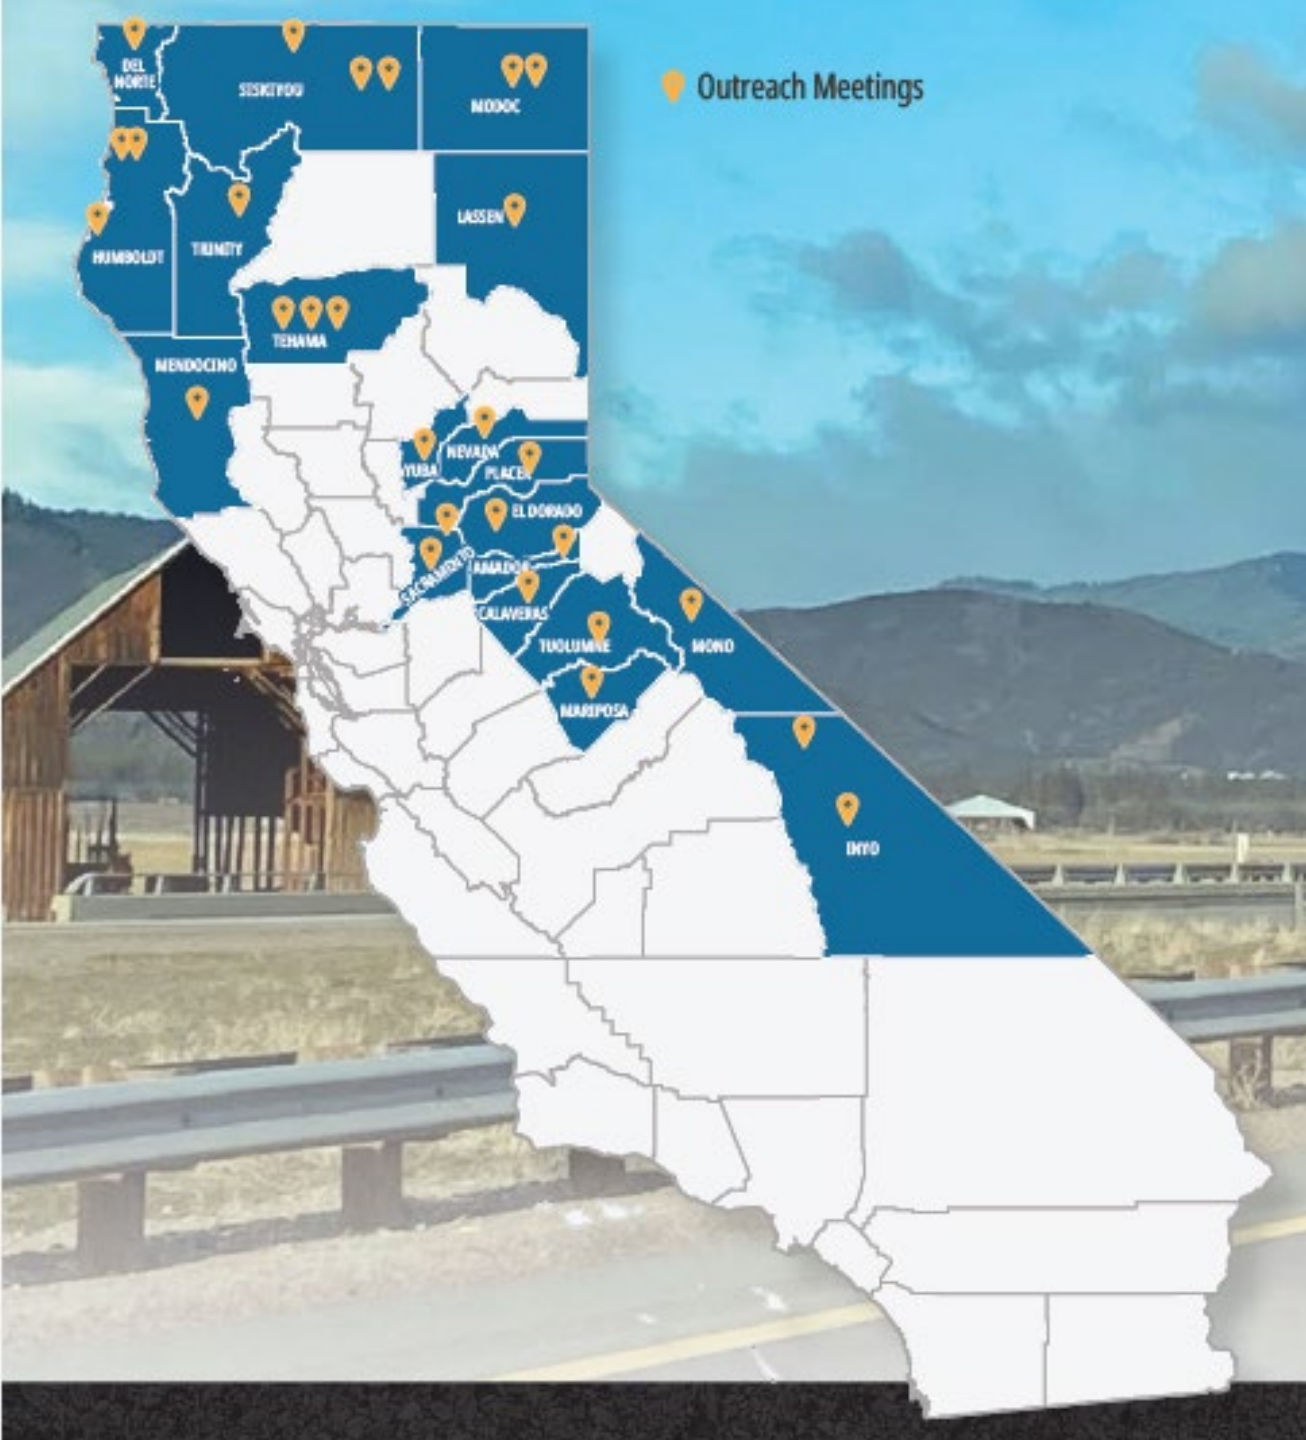 Outreach Meetings
DEL
NORTE
SISKIYOU
MODOC
LASSEN
HUMBOLDT
TRINITY
TEHAMA
MENDOCINO
NEVADA
YUBA
PLACER
EL DORADO
SACRAMENTO
AMADOR
CALAVERAS
TUOLUMNE
MONO
MARIPOSA
INYO